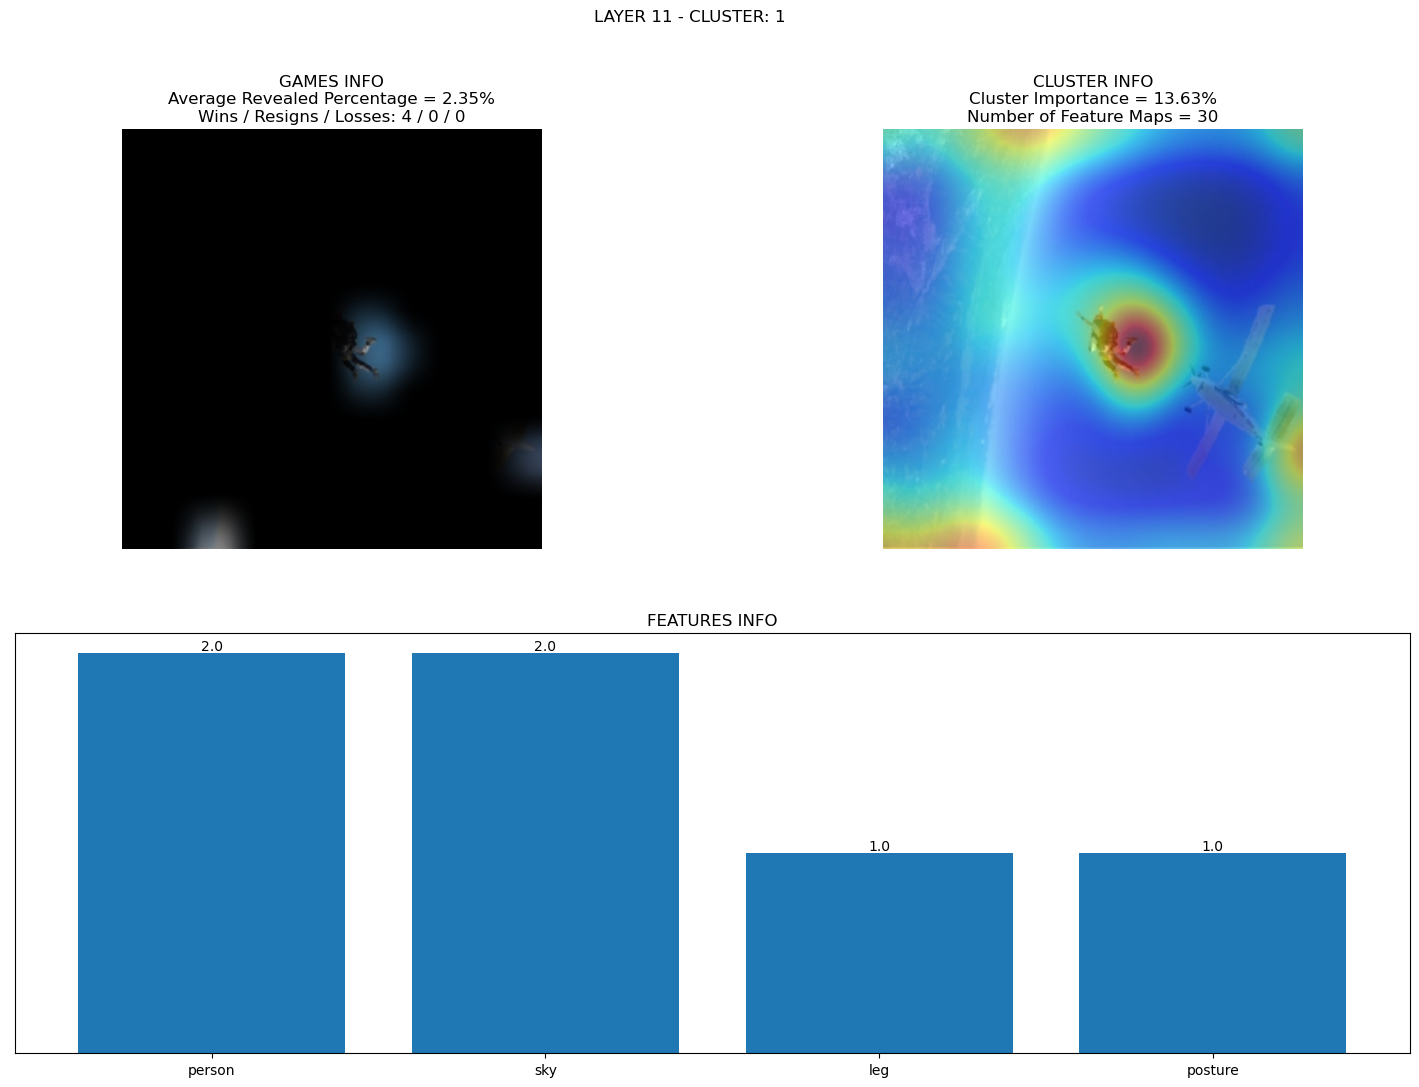 LAYER 11 - CLUSTER: 1
GAMES INFO
Average Revealed Percentage = 2.35%
Wins / Resigns / Losses: 4 / 0 / 0
CLUSTER INFO
Cluster Importance = 13.63%
Number of Feature Maps = 30
FEATURES INFO
2.0
2.0
1.0
1.0
person
sky
leg
posture